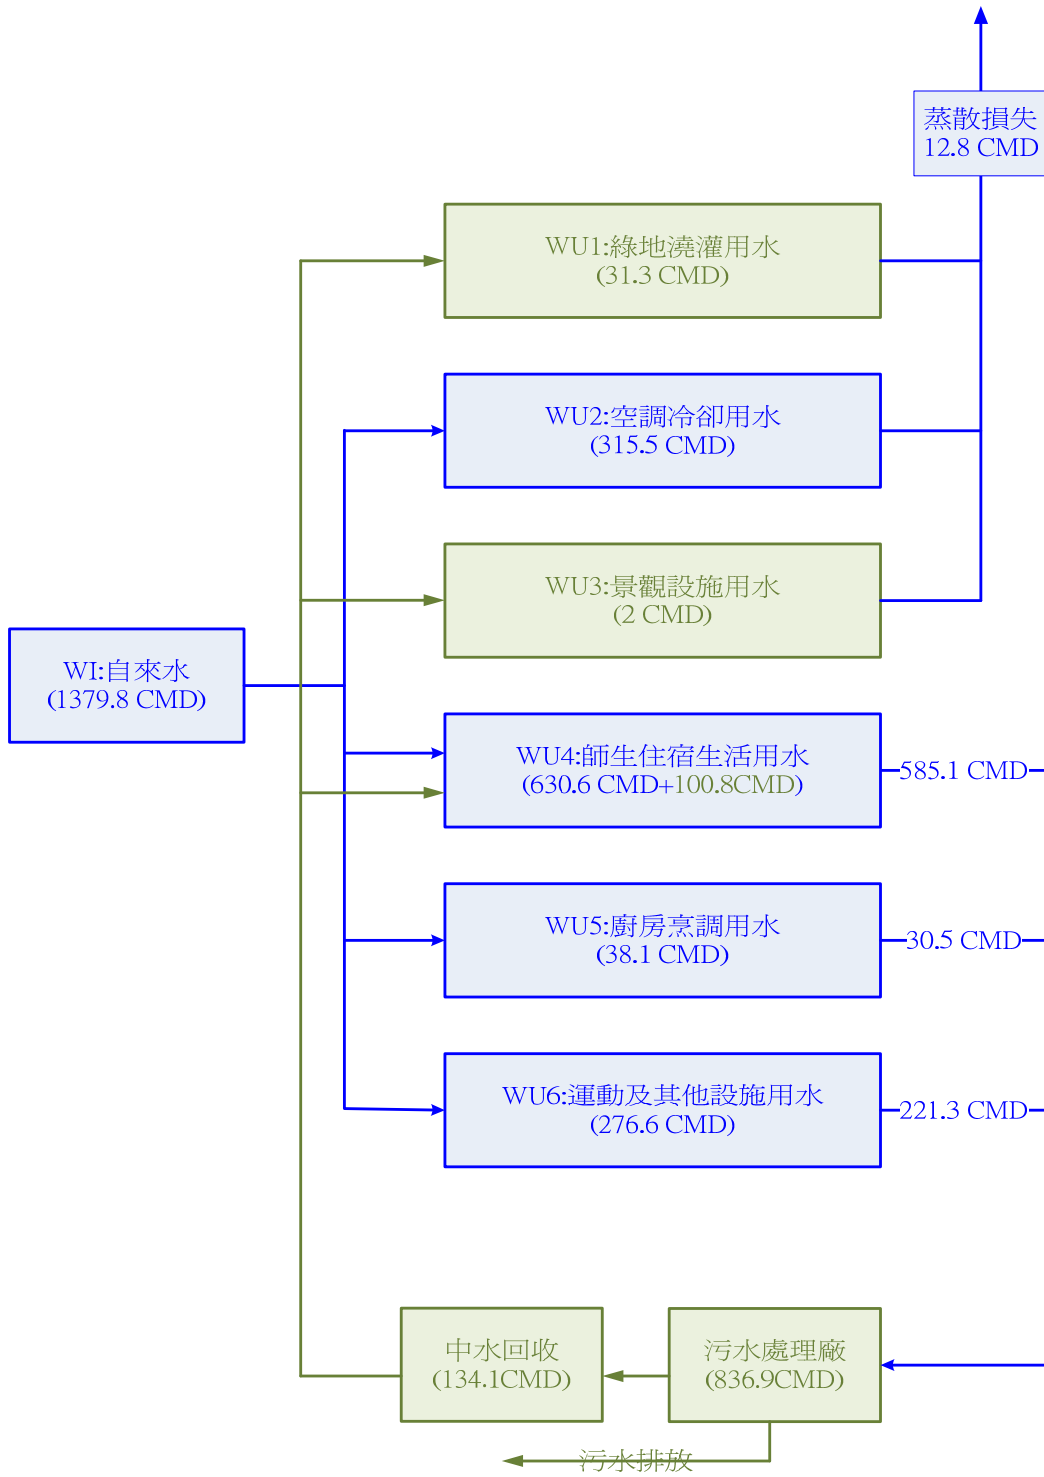 蒸散損失
12.8 CMD
WU1:綠地澆灌用水
(31.3 CMD)
WU2:空調冷卻用水
(315.5 CMD)
WU3:景觀設施用水
(2 CMD)
WI:自來水
(1379.8 CMD)
WU4:師生住宿生活用水
(630.6 CMD+100.8CMD)
585.1 CMD
WU5:廚房烹調用水
(38.1 CMD)
30.5 CMD
WU6:運動及其他設施用水
(276.6 CMD)
221.3 CMD
中水回收
(134.1CMD)
污水處理廠
(836.9CMD)
污水排放